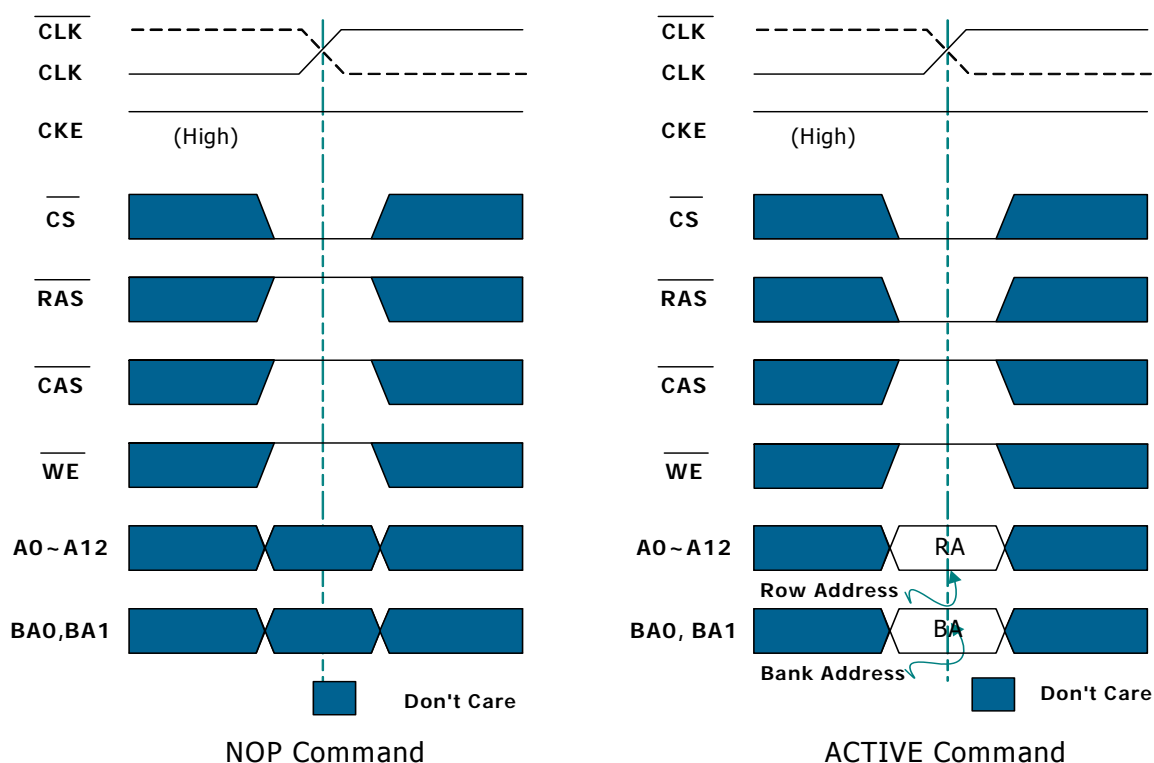 CLK
CLK
CKE
(High)
CS
RAS
CAS
WE
A0~A12
BA0,BA1
Don't Care
NOP Command
CLK
CLK
CKE
(High)
CS
RAS
CAS
WE
A0~A12
RA
Row Address
BA0, BA1
BA
Bank Address
Don't Care
ACTIVE Command